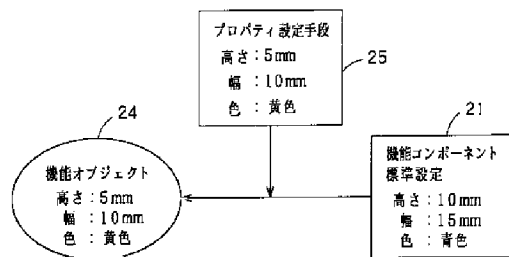 プロパティ設定手段
高さ:5mm
幅:10mm
色:黄色
25
24
機能オブジェクト
高さ:5mm
幅:10mm
色:黄色
21
機能コンポーネント
標準設定
高さ:10mm
幅:15mm
色:青色